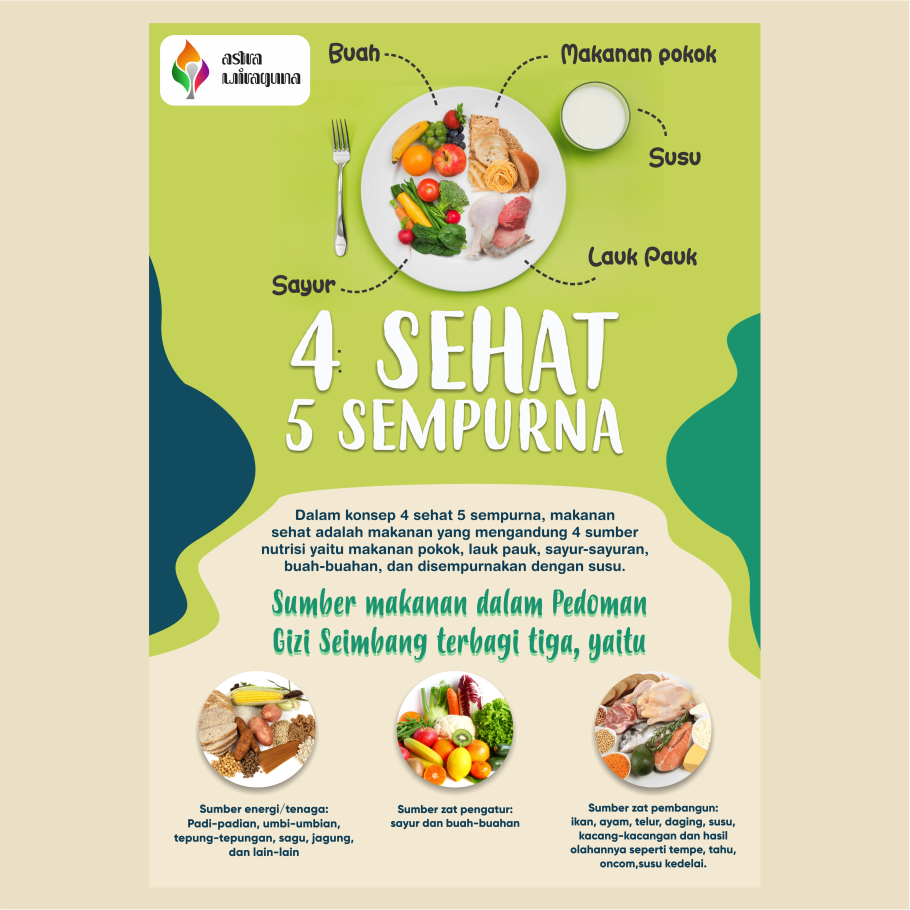 astra
wiraguna
Buah
Makanan pokok
Susu
Lauk Pauk
Sayur
4 SEHAT
5 SEMPURNA
Dalam konsep 4 sehat 5 sempurna, makanan
sehat adalah makanan yang mengandung 4 sumber
nutrisi yaitu makanan pokok, lauk pauk, sayur-sayuran,
buah-buahan, dan disempurnakan dengan susu.
Sumber makanan dalam Pedoman
Gizi Seimbang terbagi tiga, yaitu
Sumber energi/tenaga:
Padi-padian, umbi-umbian,
tepung-tepungan, sagu, jagung,
dan lain-lain
Sumber zat pengatur:
sayur dan buah-buahan
Sumber zat pembangun:
ikan, ayam, telur, daging, susu,
kacang-kacangan dan hasil
olahannya seperti tempe, tahu,
oncom,susu kedelai.